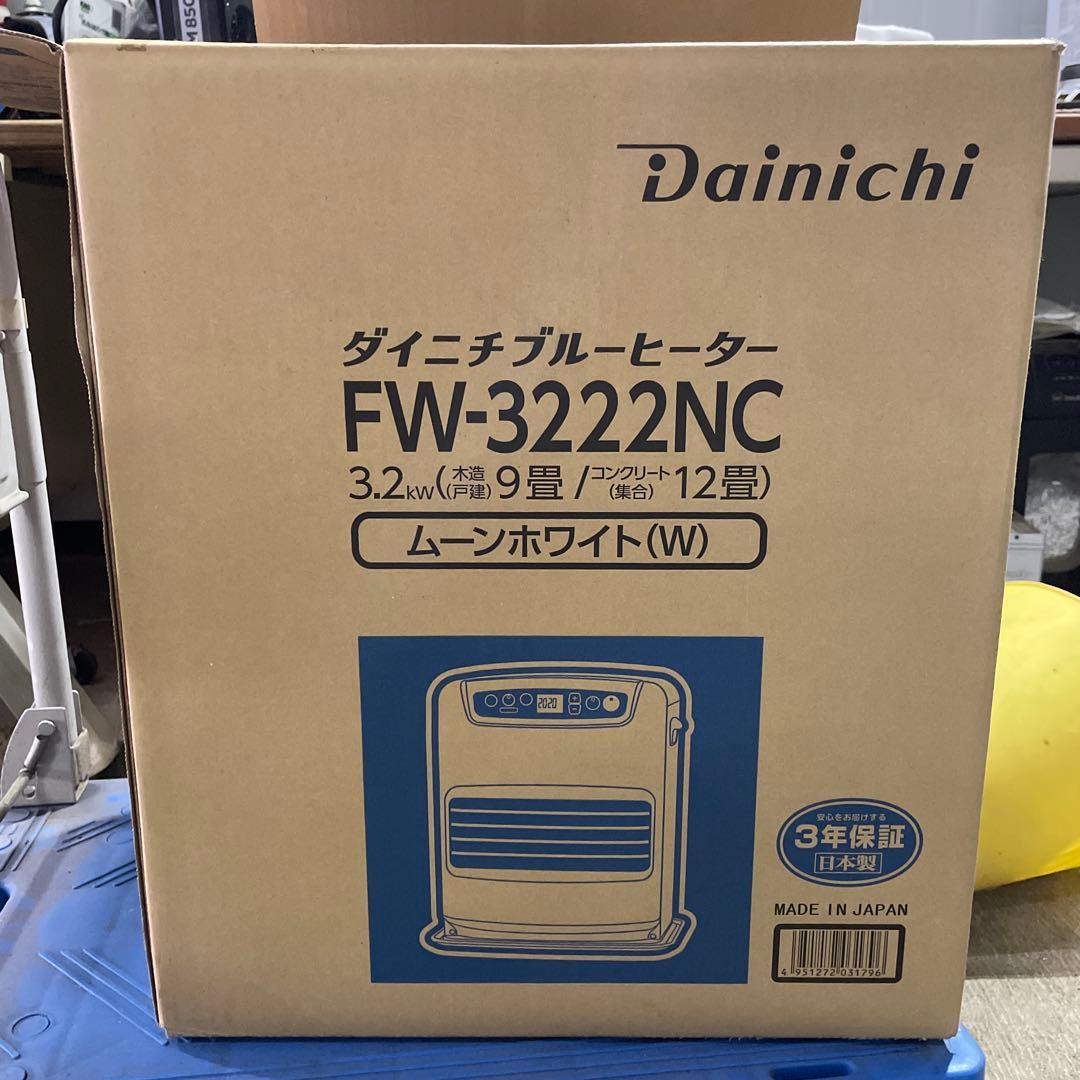 M850
Dainichi
ダイニチブルーヒーター
FW-3222NC
3.2kW(木造(戸建)9畳/コンクリート(集合)12畳)
ムーンホワイト(W)
2020
安心をお届けする
3年保証
日本製
MADE IN JAPAN
4 951272 031796